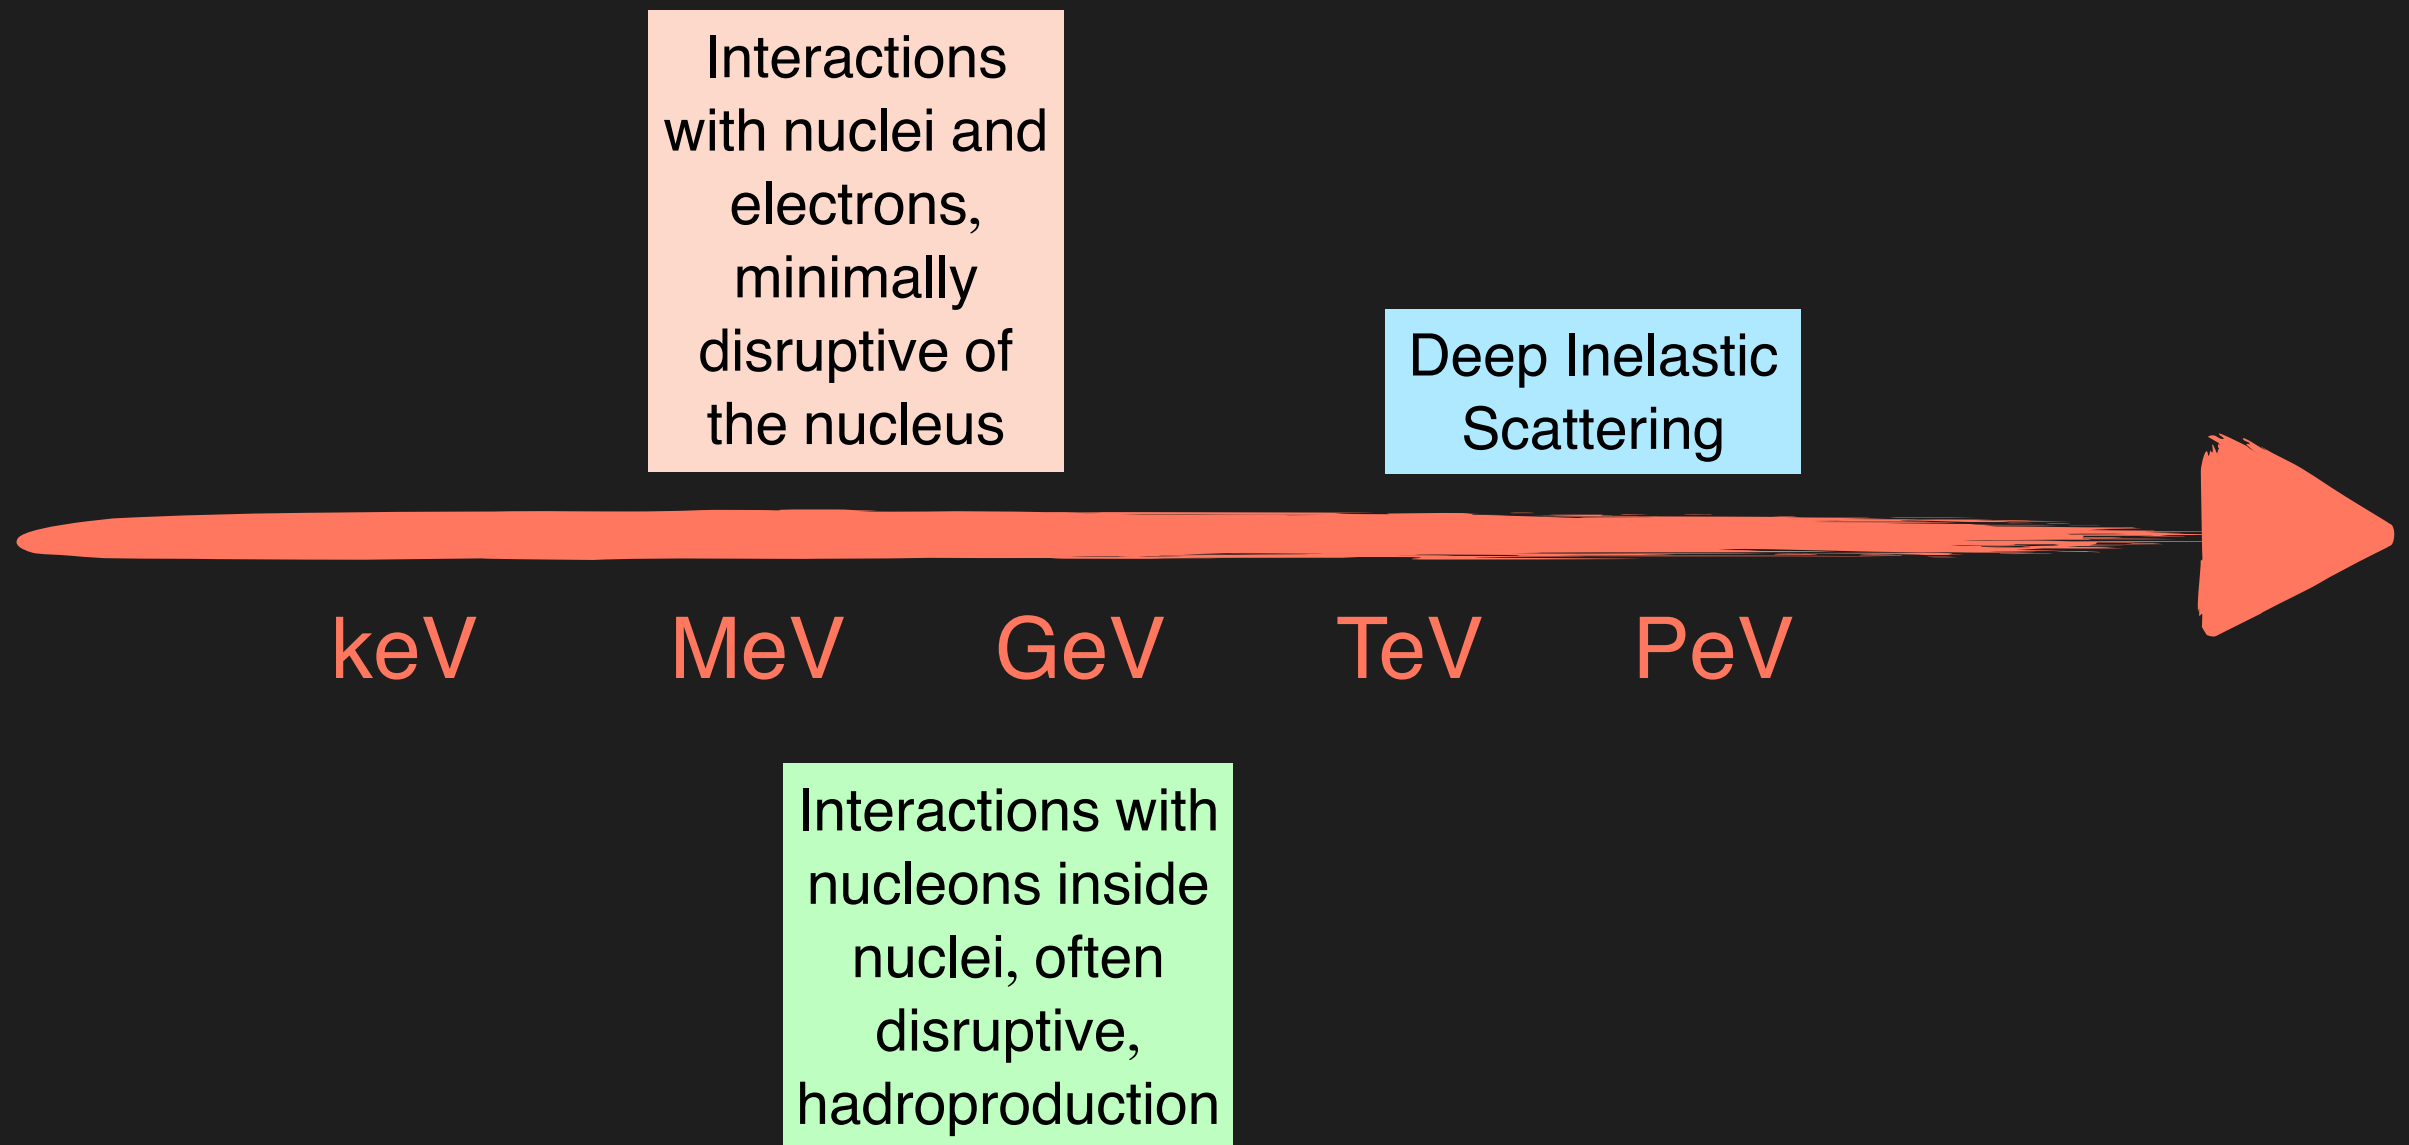 Interactions
with nuclei and
electrons,
minimally
disruptive of
the nucleus
Deep Inelastic
Scattering
keV MeV GeV TeV PeV
Interactions with
nucleons inside
nuclei, often
disruptive,
hadroproduction